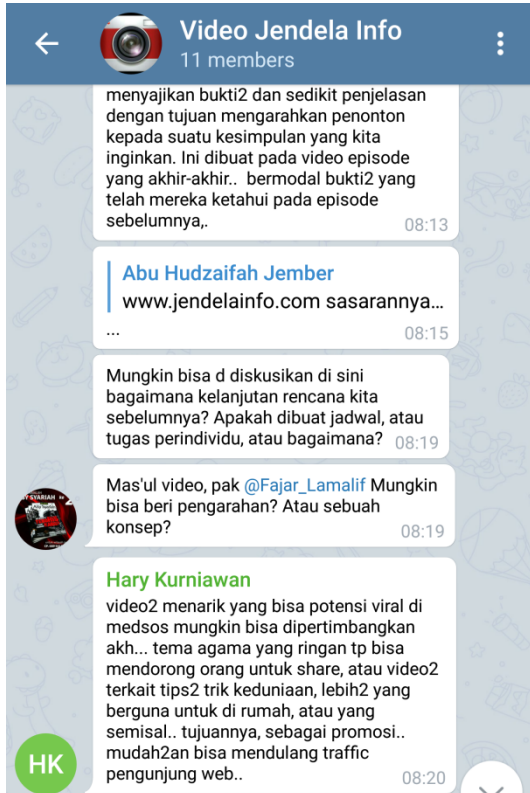 Video Jendela Info
11 members
menyajikan bukti2 dan sedikit penjelasan
dengan tujuan mengarahkan penonton
kepada suatu kesimpulan yang kita
inginkan. Ini dibuat pada video episode
yang akhir-akhir.. bermodal bukti2 yang
telah mereka ketahui pada episode
sebelumnya,. 08:13
Abu Hudzaifah Jember
www.jendelainfo.com sasarannya...
... 08:15
Mungkin bisa d diskusikan di sini
bagaimana kelanjutan rencana kita
sebelumnya? Apakah dibuat jadwal, atau
tugas perindividu, atau bagaimana? 08:19
Mas'ul video, pak @Fajar_Lamalif Mungkin
bisa beri pengarahan? Atau sebuah
konsep? 08:19
Hary Kurniawan
video2 menarik yang bisa potensi viral di
medsos mungkin bisa dipertimbangkan
akh... tema agama yang ringan tp bisa
mendorong orang untuk share, atau video2
terkait tips2 trik keduniaan, lebih2 yang
berguna untuk di rumah, atau yang
semisal.. tujuannya, sebagai promosi..
mudah2an bisa mendulang traffic
pengunjung web.. 08:20
HK